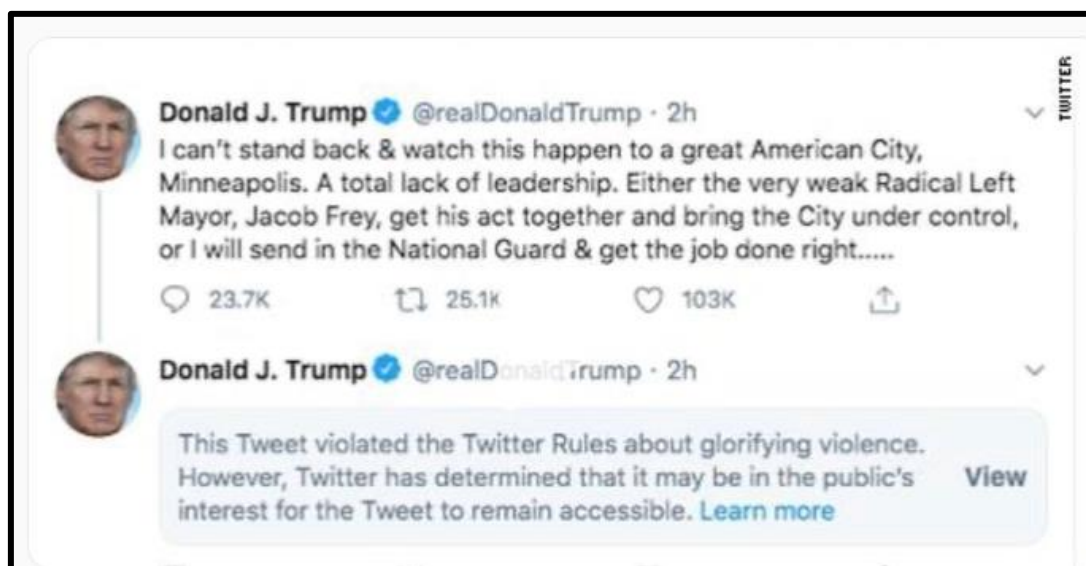 TWITTER
Donald J. Trump @realDonaldTrump · 2h
I can't stand back & watch this happen to a great American City,
Minneapolis. A total lack of leadership. Either the very weak Radical Left
Mayor, Jacob Frey, get his act together and bring the City under control,
or I will send in the National Guard & get the job done right.....
23.7K 25.1K 103K
Donald J. Trump @realDonaldTrump · 2h
This Tweet violated the Twitter Rules about glorifying violence.
However, Twitter has determined that it may be in the public's View
interest for the Tweet to remain accessible. Learn more